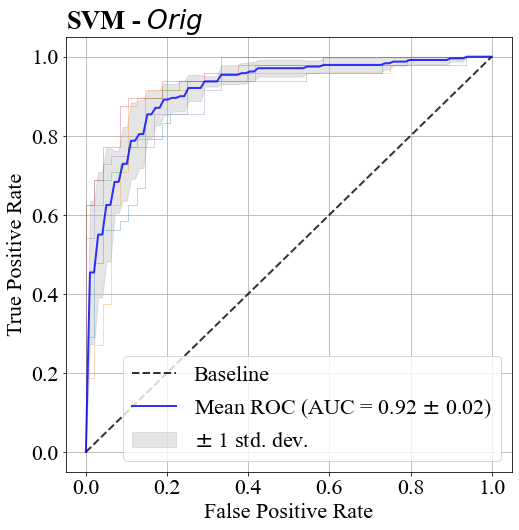 SVM - Orig
1.0
0.8
0.6
0.4
0.2
0.0
True Positive Rate
Baseline
Mean ROC (AUC = 0.92 ± 0.02)
± 1 std. dev.
0.0 0.2 0.4 0.6 0.8 1.0
False Positive Rate